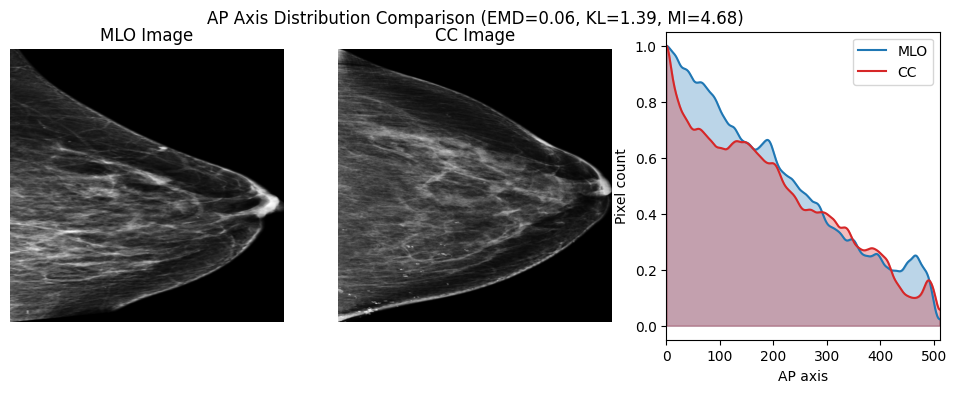 AP Axis Distribution Comparison (EMD=0.06, KL=1.39, MI=4.68)
MLO Image
CC Image
MLO
CC
Pixel count
1.0
0.8
0.6
0.4
0.2
0.0
0 100 200 300 400 500
AP axis